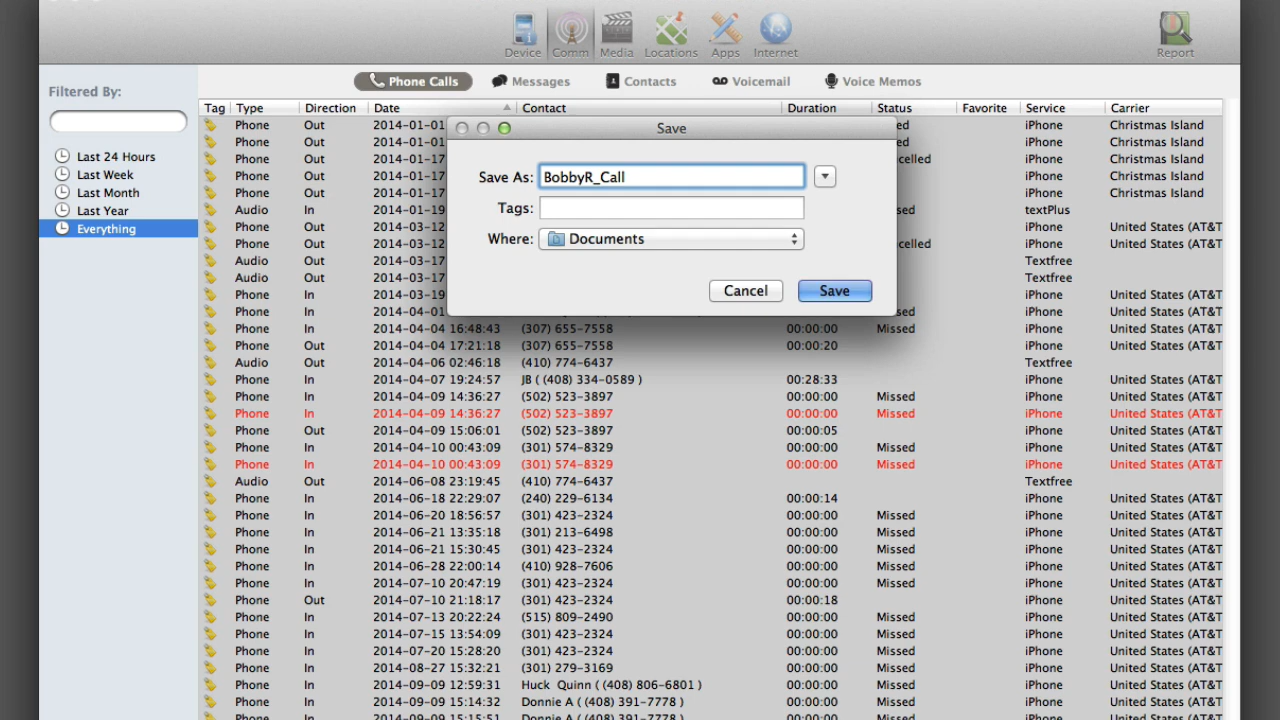 Device Comm Media Locations Apps Internet Report
Phone Calls Messages Contacts Voicemail Voice Memos
Filtered By:
Last 24 Hours
Last Week
Last Month
Last Year
Everything
Tag Type Direction Date Contact Duration Status Favorite Service Carrier
Save
Save As: BobbyR_Call
Tags:
Where: Documents
Cancel Save
Phone Out 2014-01-01 iPhone Christmas Island
Phone Out 2014-01-01 iPhone Christmas Island
Phone Out 2014-01-17 iPhone Christmas Island
Phone Out 2014-01-17 iPhone Christmas Island
Phone Out 2014-01-17 iPhone Christmas Island
Audio In 2014-01-19 textPlus
Phone Out 2014-03-12 iPhone United States (AT&T
Phone Out 2014-03-12 iPhone United States (AT&T
Audio Out 2014-03-17 Textfree
Audio Out 2014-03-17 Textfree
Phone In 2014-03-19 iPhone United States (AT&T
Phone In 2014-04-01 iPhone United States (AT&T
Phone In 2014-04-04 16:48:43 (307) 655-7558 00:00:00 Missed iPhone United States (AT&T
Phone Out 2014-04-04 17:21:18 (307) 655-7558 00:00:20 iPhone United States (AT&T
Audio Out 2014-04-06 02:46:18 (410) 774-6437 Textfree
Phone In 2014-04-07 19:24:57 JB ( (408) 334-0589 ) 00:28:33 iPhone United States (AT&T
Phone In 2014-04-09 14:36:27 (502) 523-3897 00:00:00 Missed iPhone United States (AT&T
Phone In 2014-04-09 14:36:27 (502) 523-3897 00:00:00 Missed iPhone United States (AT&T
Phone Out 2014-04-09 15:06:01 (502) 523-3897 00:00:05 iPhone United States (AT&T
Phone In 2014-04-10 00:43:09 (301) 574-8329 00:00:00 Missed iPhone United States (AT&T
Phone In 2014-04-10 00:43:09 (301) 574-8329 00:00:00 Missed iPhone United States (AT&T
Audio Out 2014-06-08 23:19:45 (410) 774-6437 Textfree
Phone In 2014-06-18 22:29:07 (240) 229-6134 00:00:14 iPhone United States (AT&T
Phone In 2014-06-20 18:56:57 (301) 423-2324 00:00:00 Missed iPhone United States (AT&T
Phone In 2014-06-21 13:35:18 (301) 213-6498 00:00:00 Missed iPhone United States (AT&T
Phone In 2014-06-21 15:30:45 (301) 423-2324 00:00:00 Missed iPhone United States (AT&T
Phone In 2014-06-28 22:00:14 (410) 928-7606 00:00:00 Missed iPhone United States (AT&T
Phone In 2014-07-10 20:47:19 (301) 423-2324 00:00:00 Missed iPhone United States (AT&T
Phone Out 2014-07-10 21:18:17 (301) 423-2324 00:00:18 iPhone United States (AT&T
Phone In 2014-07-13 20:22:24 (515) 809-2490 00:00:00 Missed iPhone United States (AT&T
Phone In 2014-07-15 13:54:09 (301) 423-2324 00:00:00 Missed iPhone United States (AT&T
Phone In 2014-07-20 15:28:20 (301) 423-2324 00:00:00 Missed iPhone United States (AT&T
Phone In 2014-08-27 15:32:21 (301) 279-3169 00:00:00 Missed iPhone United States (AT&T
Phone In 2014-09-09 12:59:31 Huck Quinn ( (408) 806-6801 ) 00:00:00 Missed iPhone United States (AT&T
Phone In 2014-09-09 15:14:32 Donnie A ( (408) 391-7778 ) 00:00:00 Missed iPhone United States (AT&T
Phone In 2014-09-09 15:15:51 Donnie A ( (408) 391-7778 ) 00:00:00 Missed iPhone United States (AT&T